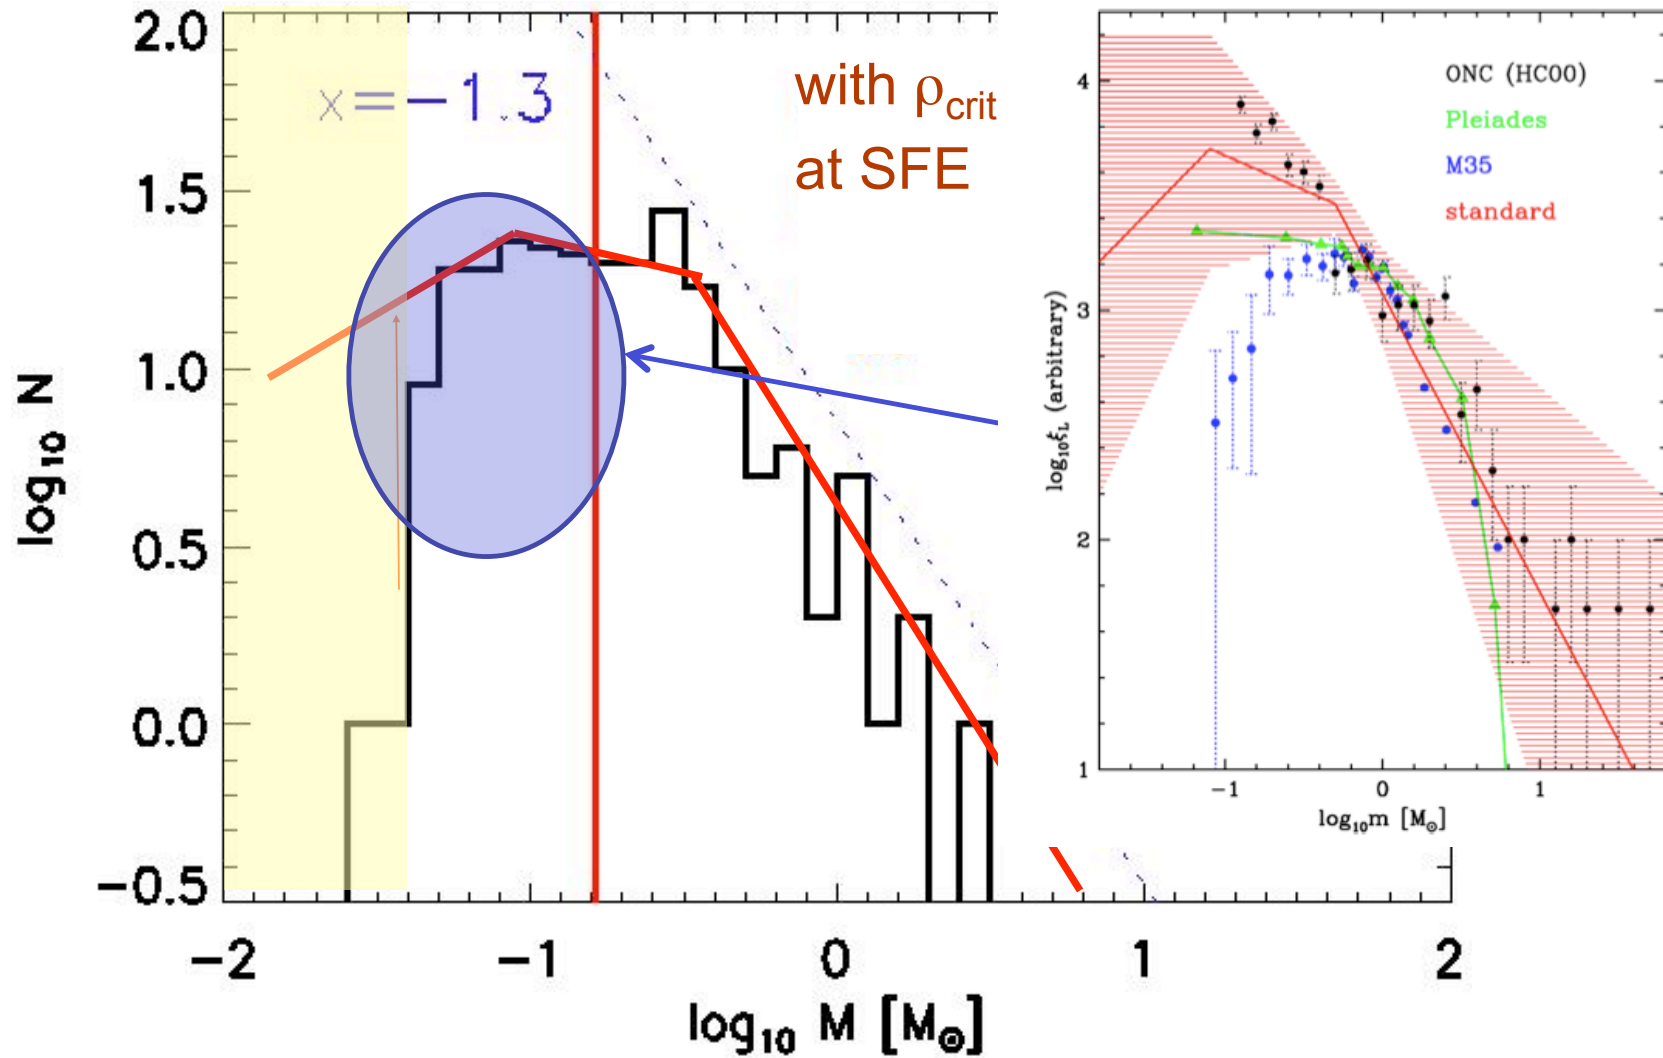 2.0
1.5
1.0
0.5
0.0
-0.5
log10 N
x=-1.3
with ρcrit
at SFE
-2
-1
0
1
2
log10 M [M⊙]
ONC (HC00)
Pleiades
M35
standard
4
3
2
1
log10ξL (arbitrary)
-1
0
1
log10m [M⊙]